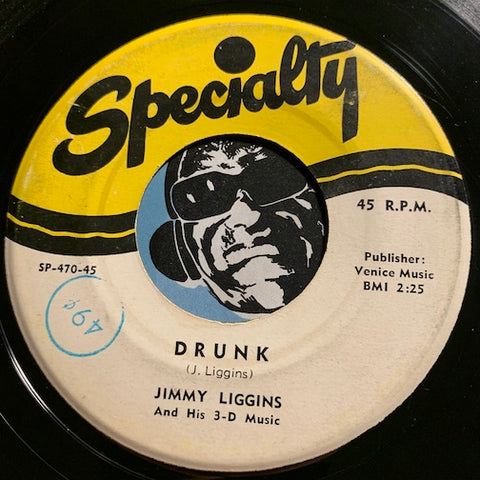 Specialty
45 R.P.M.
SP-470-45
Publisher:
Venice Music
BMI 2:25
49¢
DRUNK
(J. Liggins)
JIMMY LIGGINS
And His 3-D Music